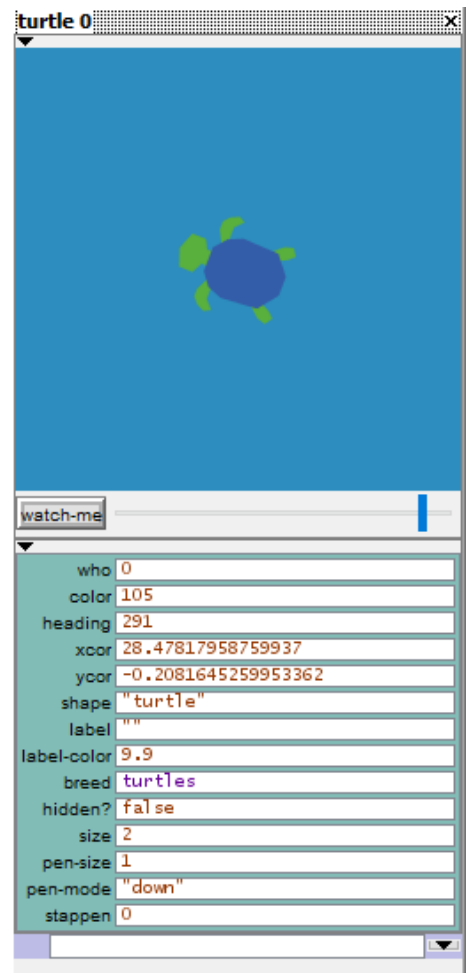 turtle 0
watch-me
who 0
color 105
heading 291
xcor 28.47817958759937
ycor -0.2081645259953362
shape "turtle"
label ""
label-color 9.9
breed turtles
hidden? false
size 2
pen-size 1
pen-mode "down"
stappen 0